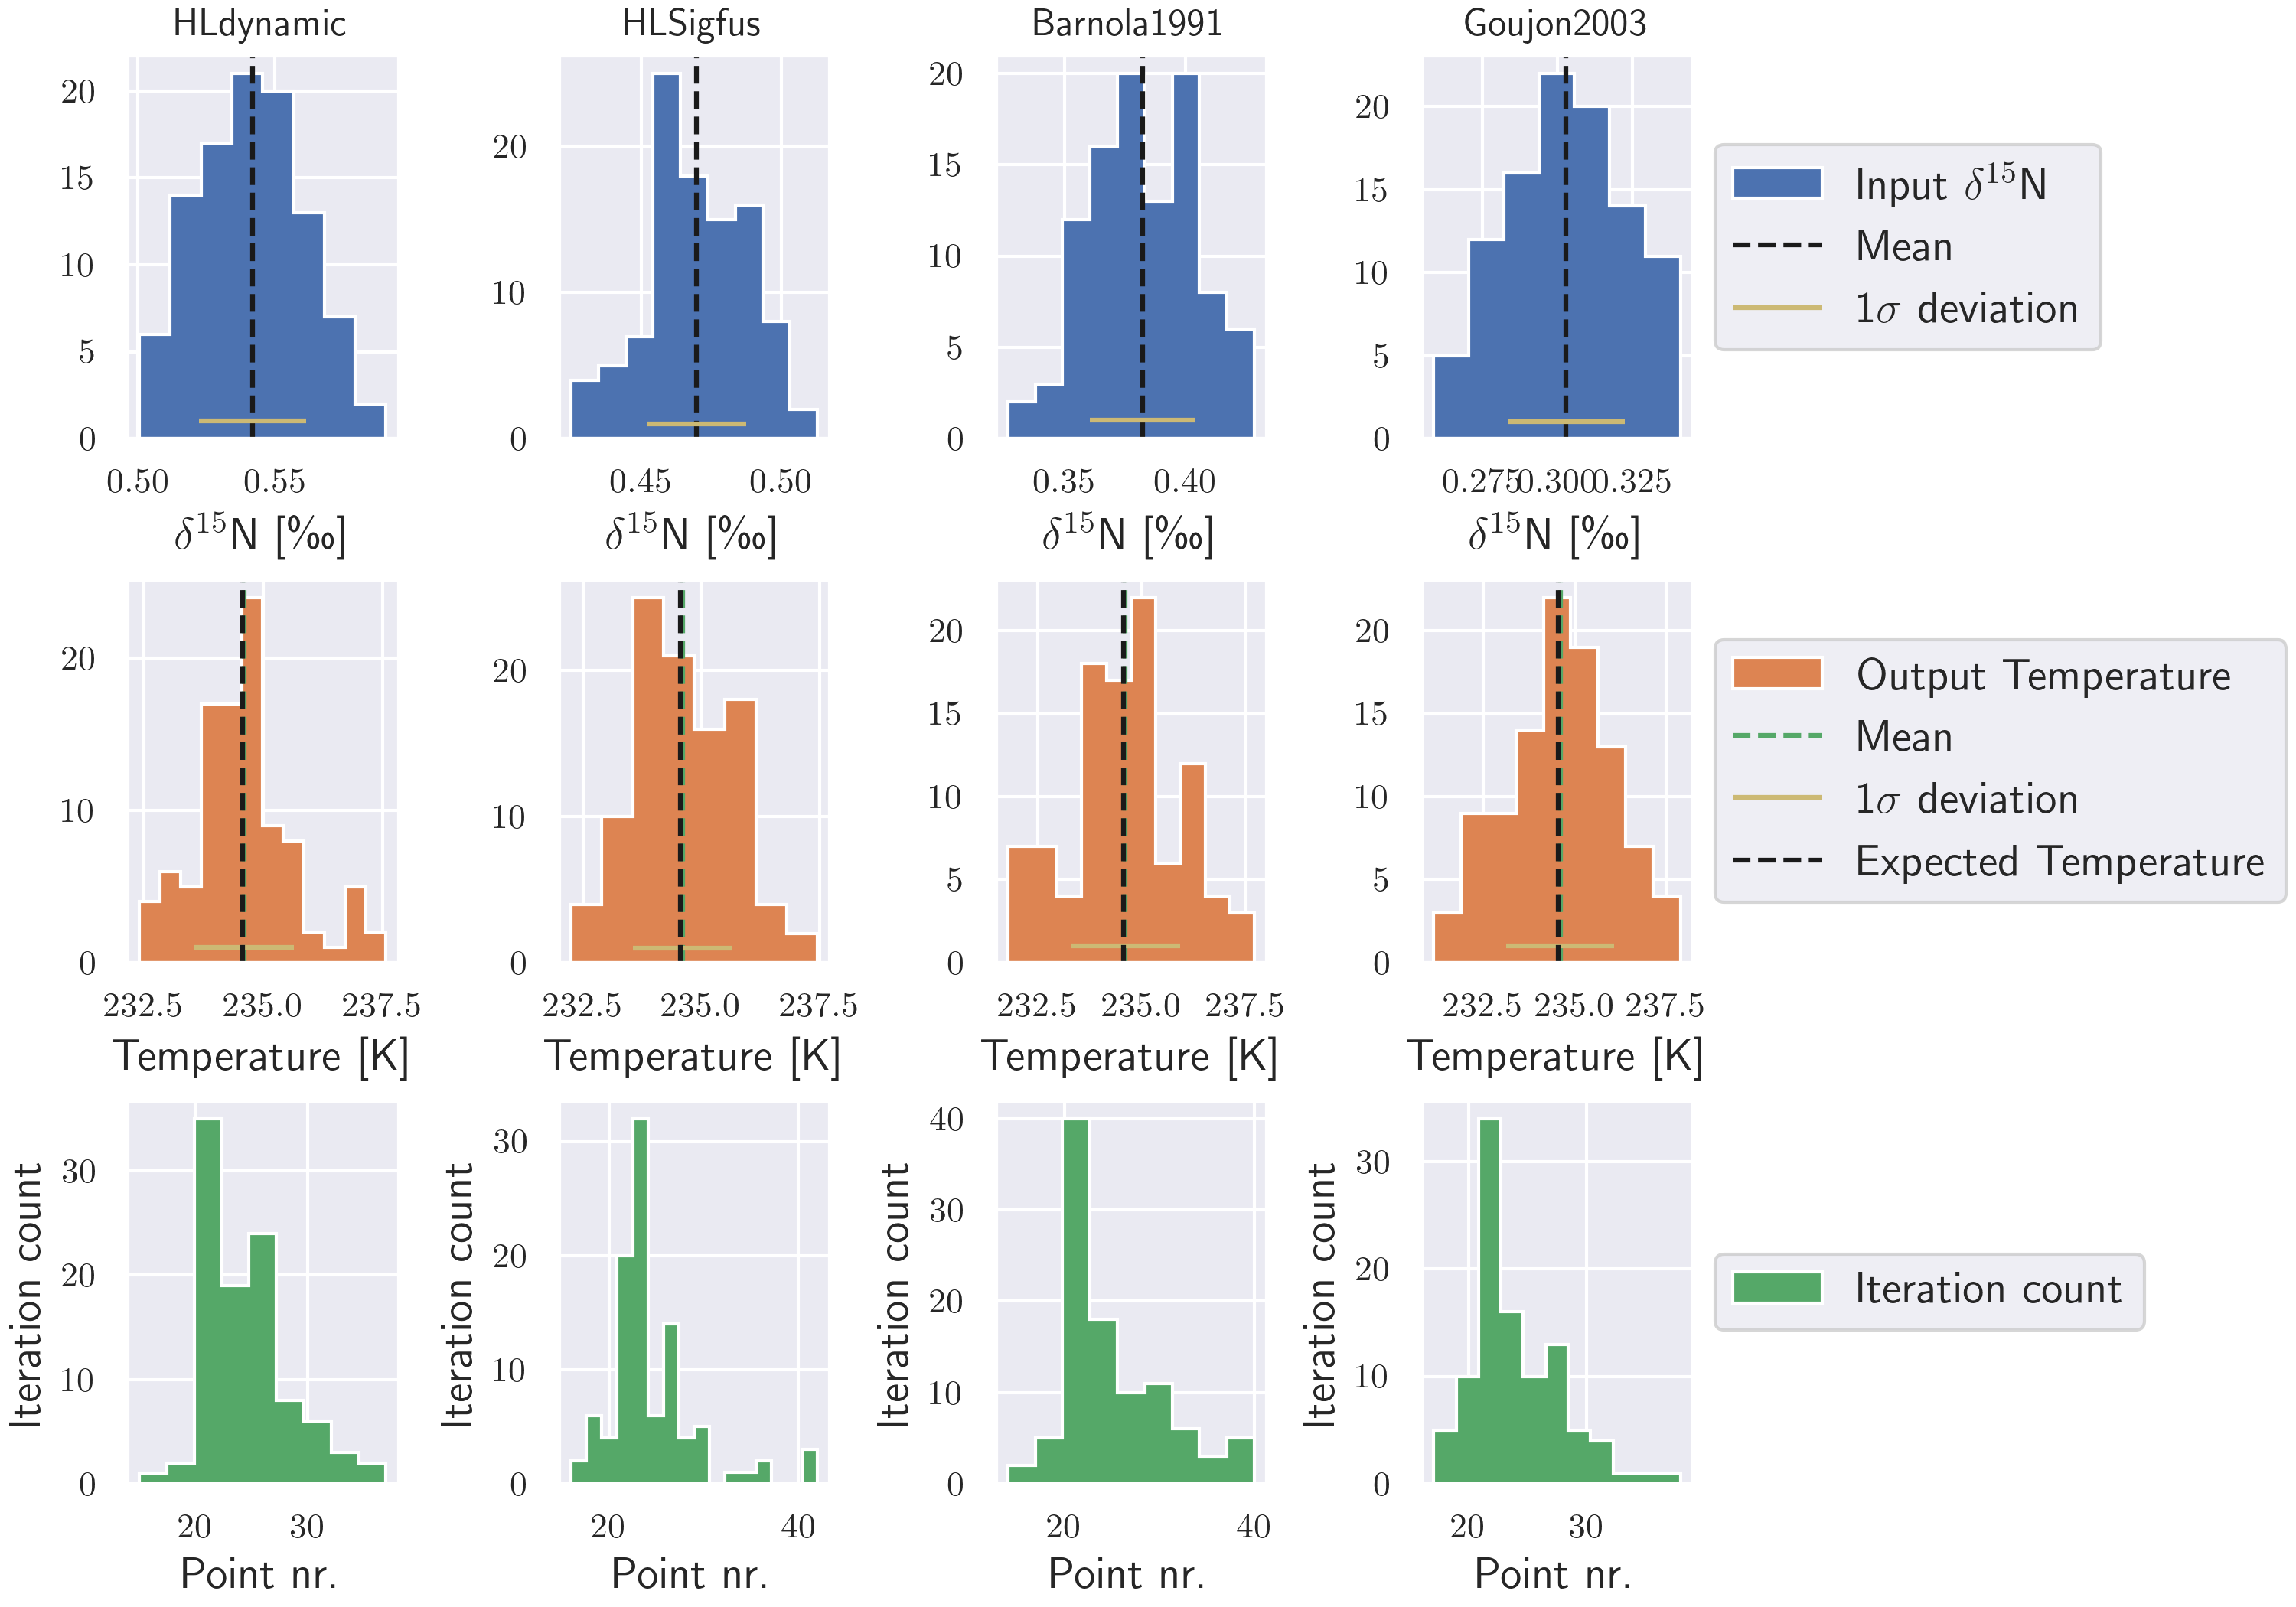 HLdynamic HLSigfus Barnola1991 Goujon2003
20 15 10 5 0
20 10 0
20 15 10 5 0
20 15 10 5 0
0.50 0.55 0.45 0.50 0.35 0.40 0.275 0.300 0.325
δ¹⁵N [‰] δ¹⁵N [‰] δ¹⁵N [‰] δ¹⁵N [‰]
Input δ¹⁵N
Mean
1σ deviation
20 10 0
20 10 0
20 15 10 5 0
20 15 10 5 0
232.5 235.0 237.5 232.5 235.0 237.5 232.5 235.0 237.5 232.5 235.0 237.5
Temperature [K] Temperature [K] Temperature [K] Temperature [K]
Output Temperature
Mean
1σ deviation
Expected Temperature
Iteration count
30 20 10 0
Iteration count
30 20 10 0
Iteration count
40 30 20 10 0
Iteration count
30 20 10 0
20 30 20 40 20 40 20 30
Point nr. Point nr. Point nr. Point nr.
Iteration count